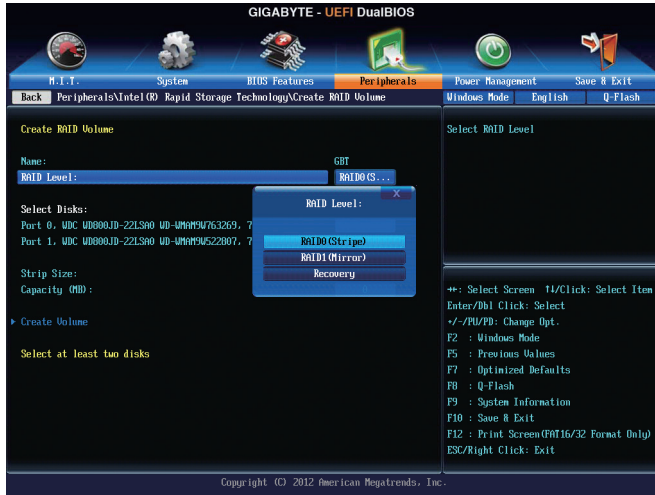 GIGABYTE - UEFI DualBIOS
M.I.T.
System
BIOS Features
Peripherals
Power Management
Save & Exit
Back Peripherals\Intel(R) Rapid Storage Technology\Create RAID Volume
Windows Mode English Q-Flash
Create RAID Volume
Name: GBT
RAID Level: RAID0(S...
Select Disks:
Port 0, WDC WD800JD-22LSA0 WD-WMAM9W763269, 7
Port 1, WDC WD800JD-22LSA0 WD-WMAM9W522807, 7
Strip Size:
Capacity (MB):
Create Volume
Select at least two disks
RAID Level:
X
RAID0(Stripe)
RAID1(Mirror)
Recovery
Select RAID Level
↔: Select Screen ↑↓/Click: Select Item
Enter/Dbl Click: Select
+/-/PU/PD: Change Opt.
F2 : Windows Mode
F5 : Previous Values
F7 : Optimized Defaults
F8 : Q-Flash
F9 : System Information
F10 : Save & Exit
F12 : Print Screen(FAT16/32 Format Only)
ESC/Right Click: Exit
Copyright (C) 2012 American Megatrends, Inc.